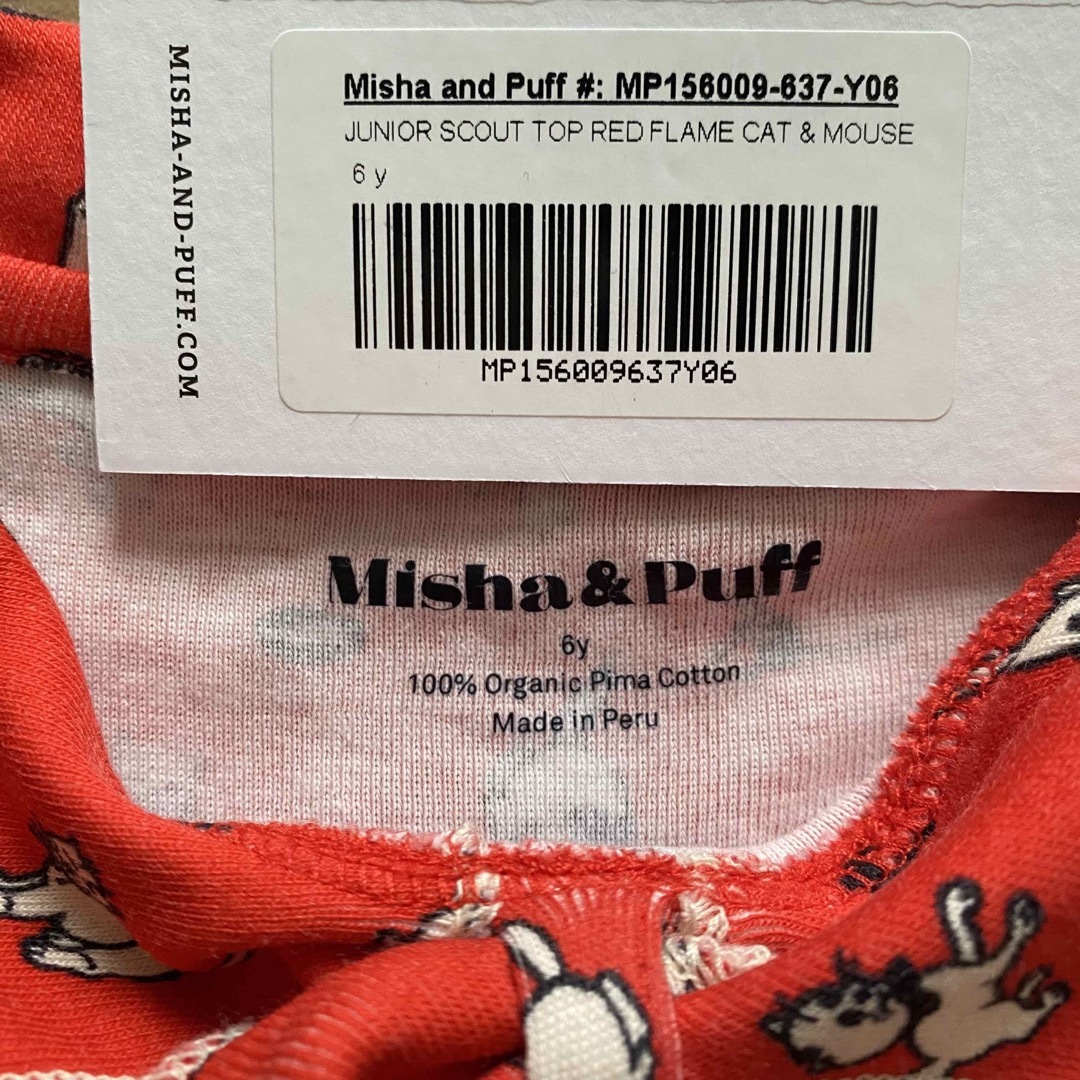 MISHA-AND-PUFF.COM
Misha and Puff #: MP156009-637-Y06
JUNIOR SCOUT TOP RED FLAME CAT & MOUSE
6 y
MP156009637Y06
Misha&Puff
6y
100% Organic Pima Cotton
Made in Peru